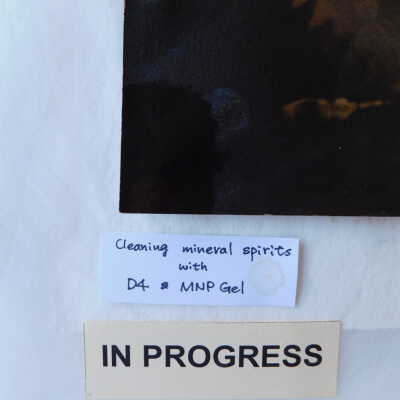 Cleaning mineral spirits
with
D4 & MNP Gel
IN PROGRESS